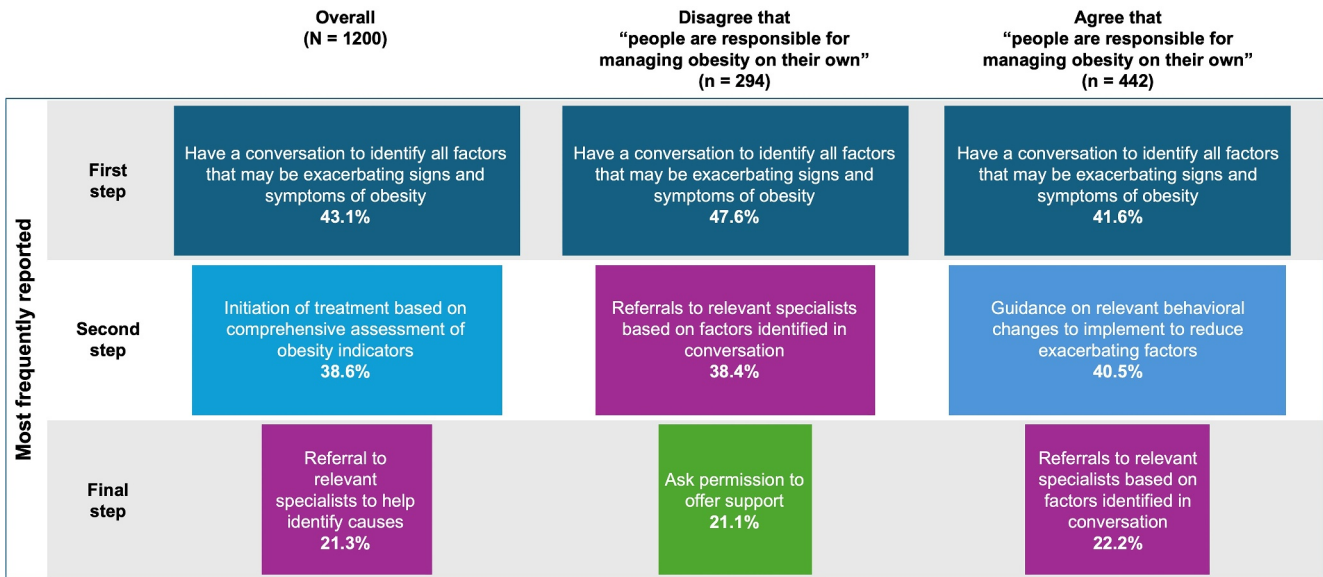 Overall
(N = 1200)
Disagree that
“people are responsible for
managing obesity on their own”
(n = 294)
Agree that
“people are responsible for
managing obesity on their own”
(n = 442)
Most frequently reported
First
step
Have a conversation to identify all factors
that may be exacerbating signs and
symptoms of obesity
43.1%
Have a conversation to identify all factors
that may be exacerbating signs and
symptoms of obesity
47.6%
Have a conversation to identify all factors
that may be exacerbating signs and
symptoms of obesity
41.6%
Second
step
Initiation of treatment based on
comprehensive assessment of
obesity indicators
38.6%
Referrals to relevant specialists
based on factors identified in
conversation
38.4%
Guidance on relevant behavioral
changes to implement to reduce
exacerbating factors
40.5%
Final
step
Referral to
relevant
specialists to help
identify causes
21.3%
Ask permission to
offer support
21.1%
Referrals to relevant
specialists based on
factors identified in
conversation
22.2%